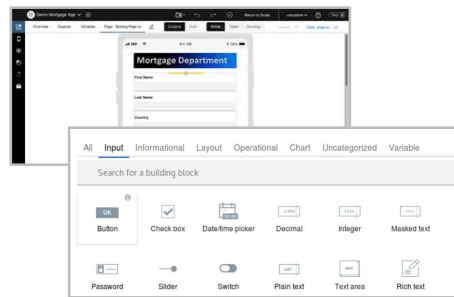 Demo Mortgage App
Return to Studio
Test
Overview Diagram Variables Page: Starting Page
Content Mobile Tablet Desktop
Mortgage Department
First Name
Last Name
Country
All Input Informational Layout Operational Chart Uncategorized Variable
Search for a building block
OK
Button Check box Date/time picker Decimal Integer Masked text
Password Slider Switch Plain text Text area Rich text